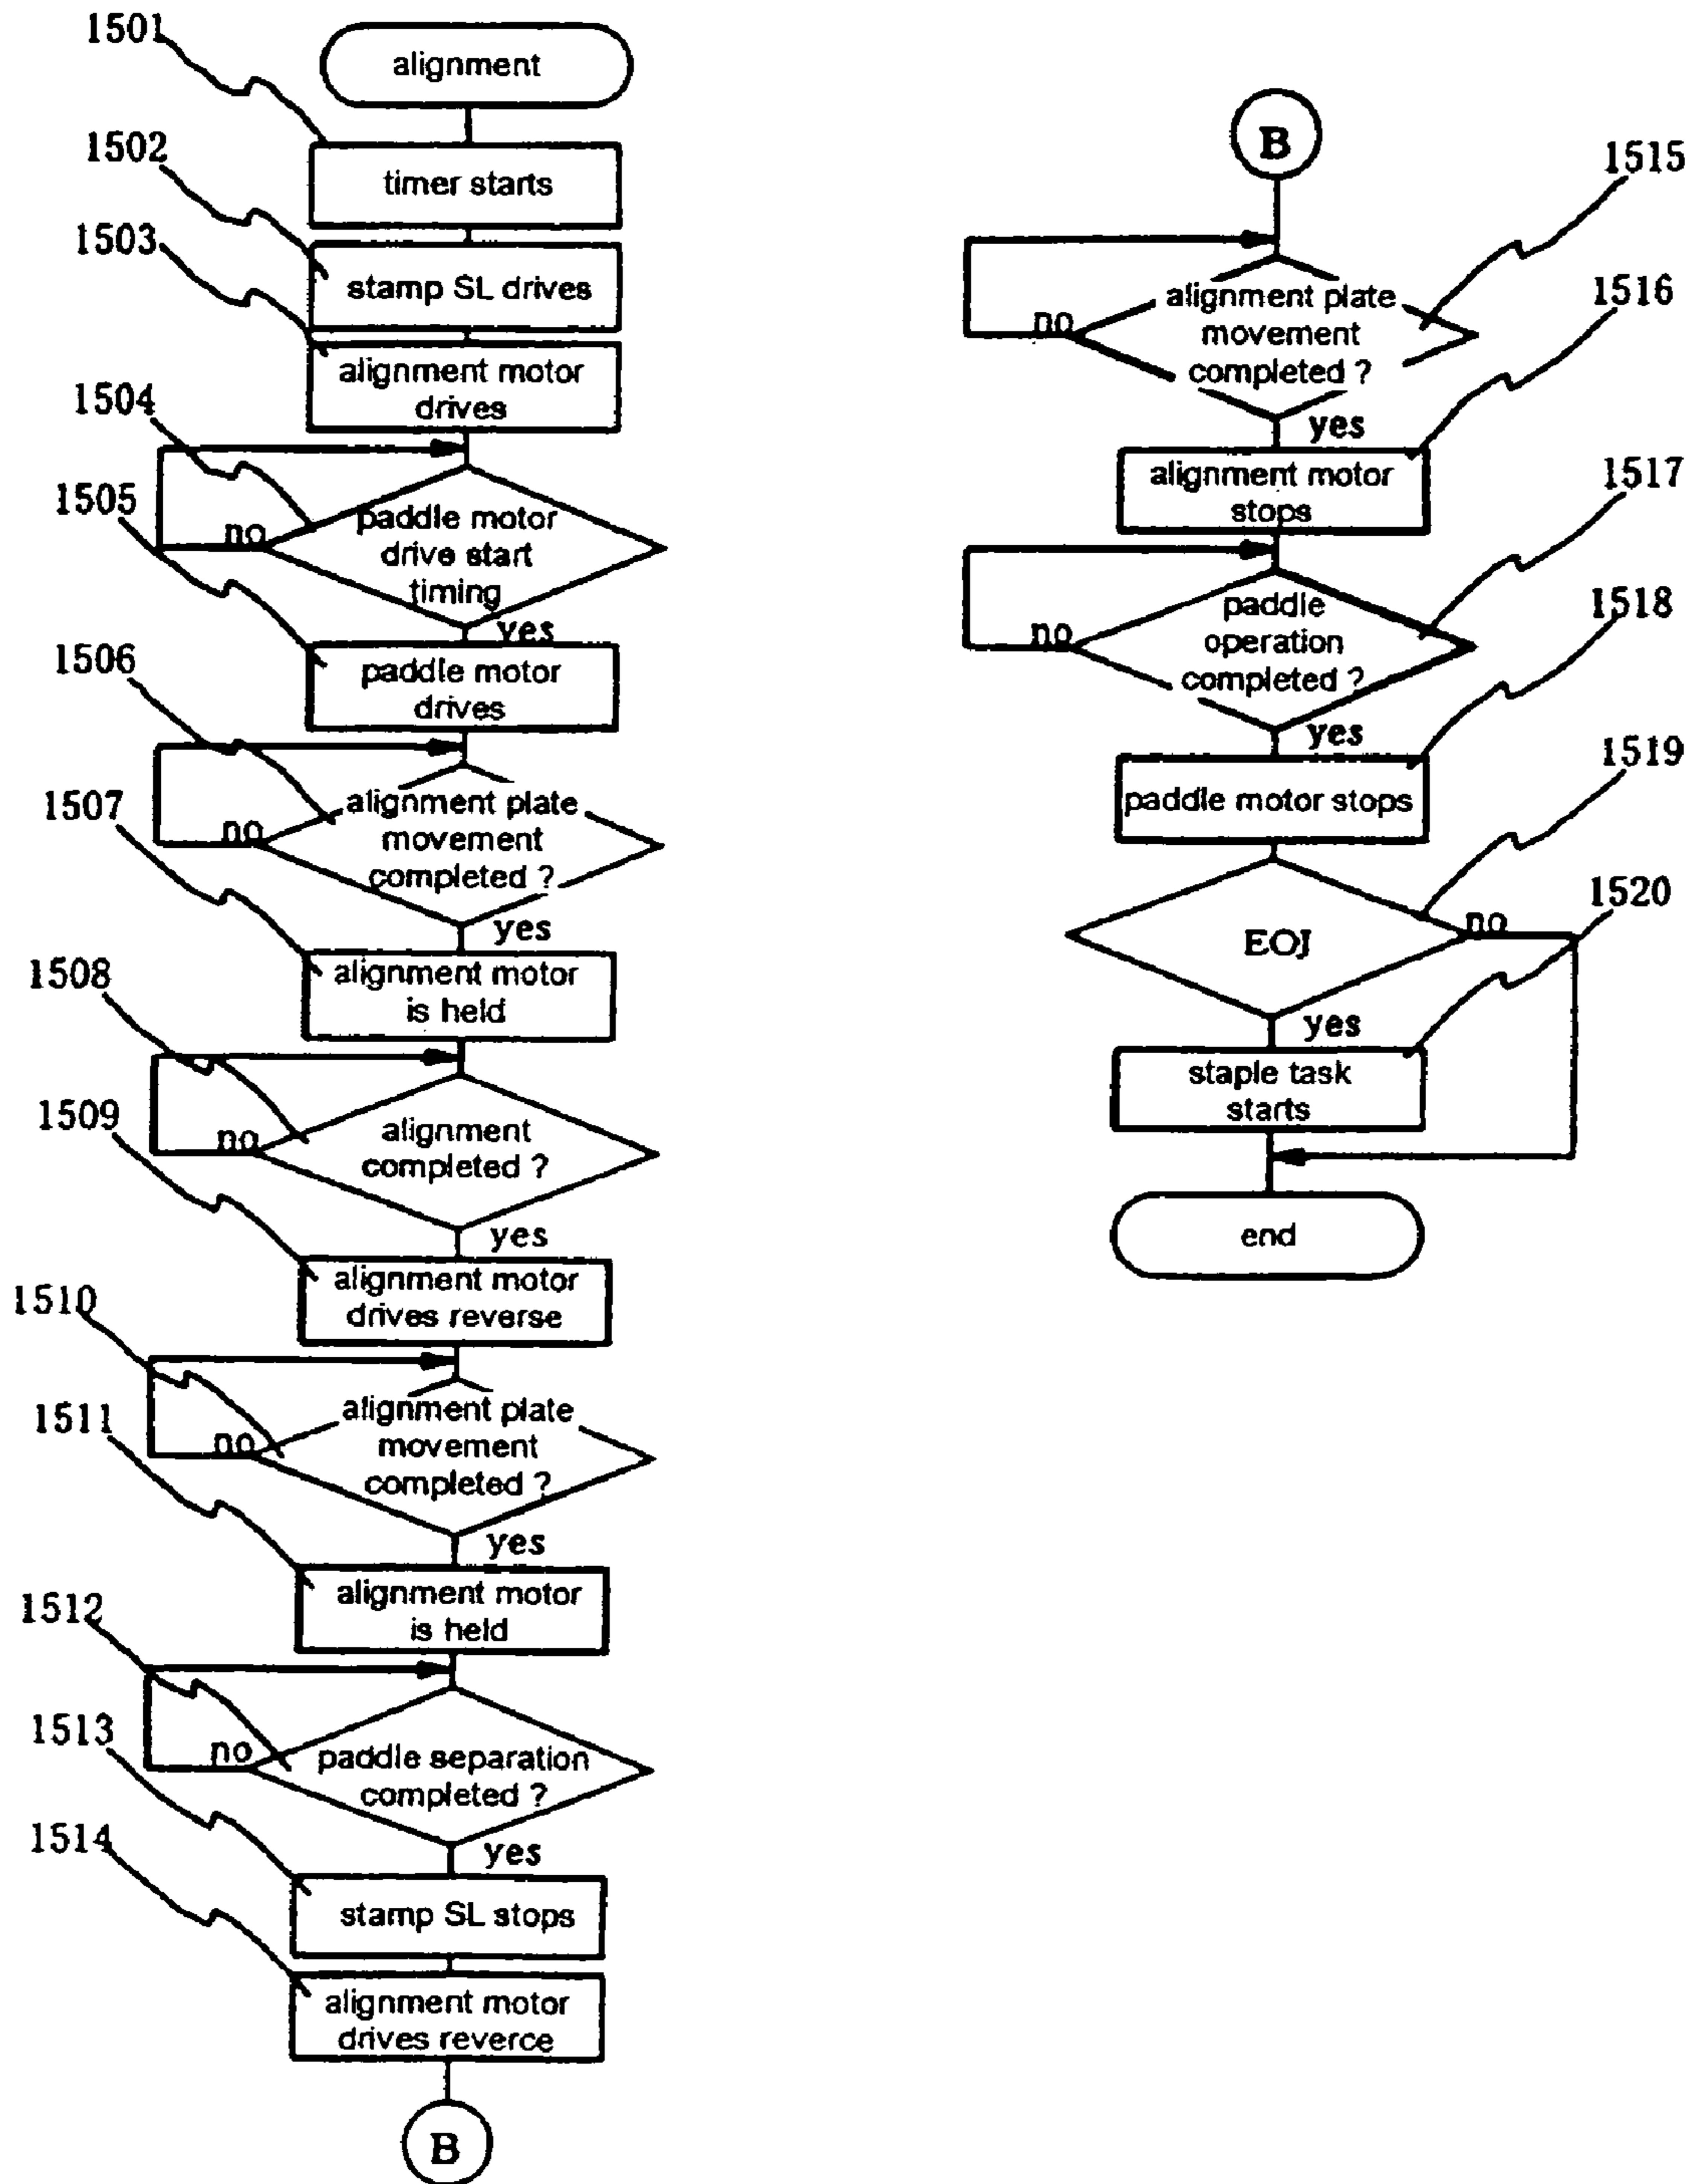 1501
alignment
timer starts
1502
stamp SL drives
1503
alignment motor
drives
1504
paddle motor
drive start
timing
no
yes
1505
paddle motor
drives
1506
alignment plate
movement
completed ?
no
yes
1507
alignment motor
is held
1508
alignment
completed ?
no
yes
1509
alignment motor
drives reverse
1510
alignment plate
movement
completed ?
no
yes
1511
alignment motor
is held
1512
paddle separation
completed ?
no
yes
1513
stamp SL stops
1514
alignment motor
drives reverce
B
B
1515
alignment plate
movement
completed ?
no
yes
1516
alignment motor
stops
1517
paddle
operation
completed ?
no
yes
1518
paddle motor stops
1519
EOJ
no
yes
1520
staple task
starts
end